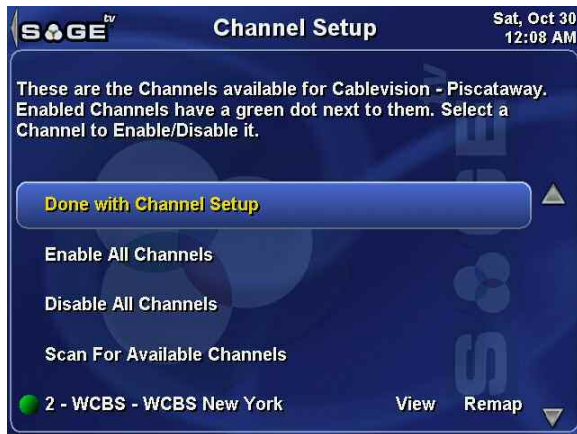 SAGE tv
Channel Setup
Sat, Oct 30
12:08 AM
These are the Channels available for Cablevision - Piscataway.
Enabled Channels have a green dot next to them. Select a
Channel to Enable/Disable it.
Done with Channel Setup
Enable All Channels
Disable All Channels
Scan For Available Channels
2 - WCBS - WCBS New York View Remap
SAGE tv